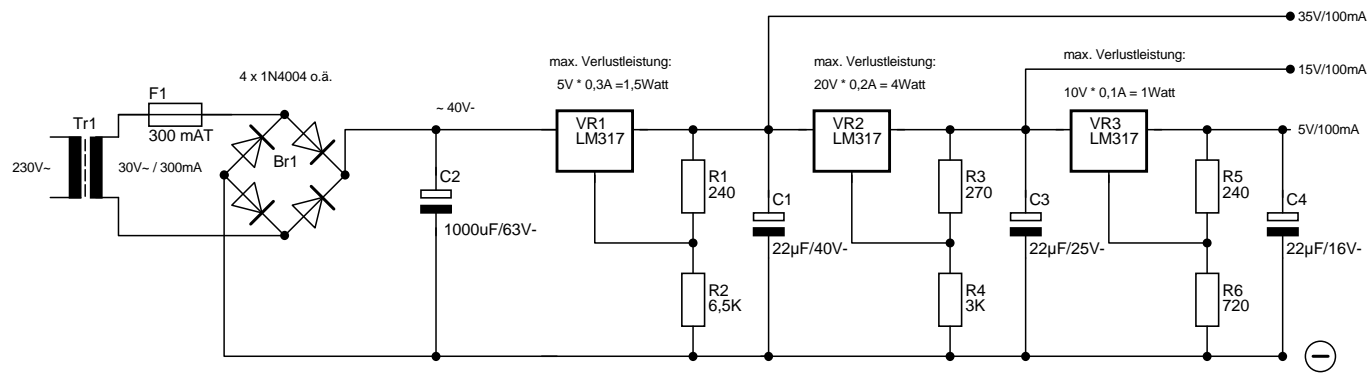 35V/100mA
max. Verlustleistung:
5V * 0,3A =1,5Watt
max. Verlustleistung:
20V * 0,2A = 4Watt
max. Verlustleistung:
10V * 0,1A = 1Watt
15V/100mA
4 x 1N4004 o.ä.
F1
300 mAT
~ 40V-
Tr1
230V~
30V~ / 300mA
Br1
VR1
LM317
VR2
LM317
VR3
LM317
5V/100mA
C2
1000uF/63V-
R1
240
R2
6,5K
C1
22µF/40V-
R3
270
R4
3K
C3
22µF/25V-
R5
240
R6
720
C4
22µF/16V-